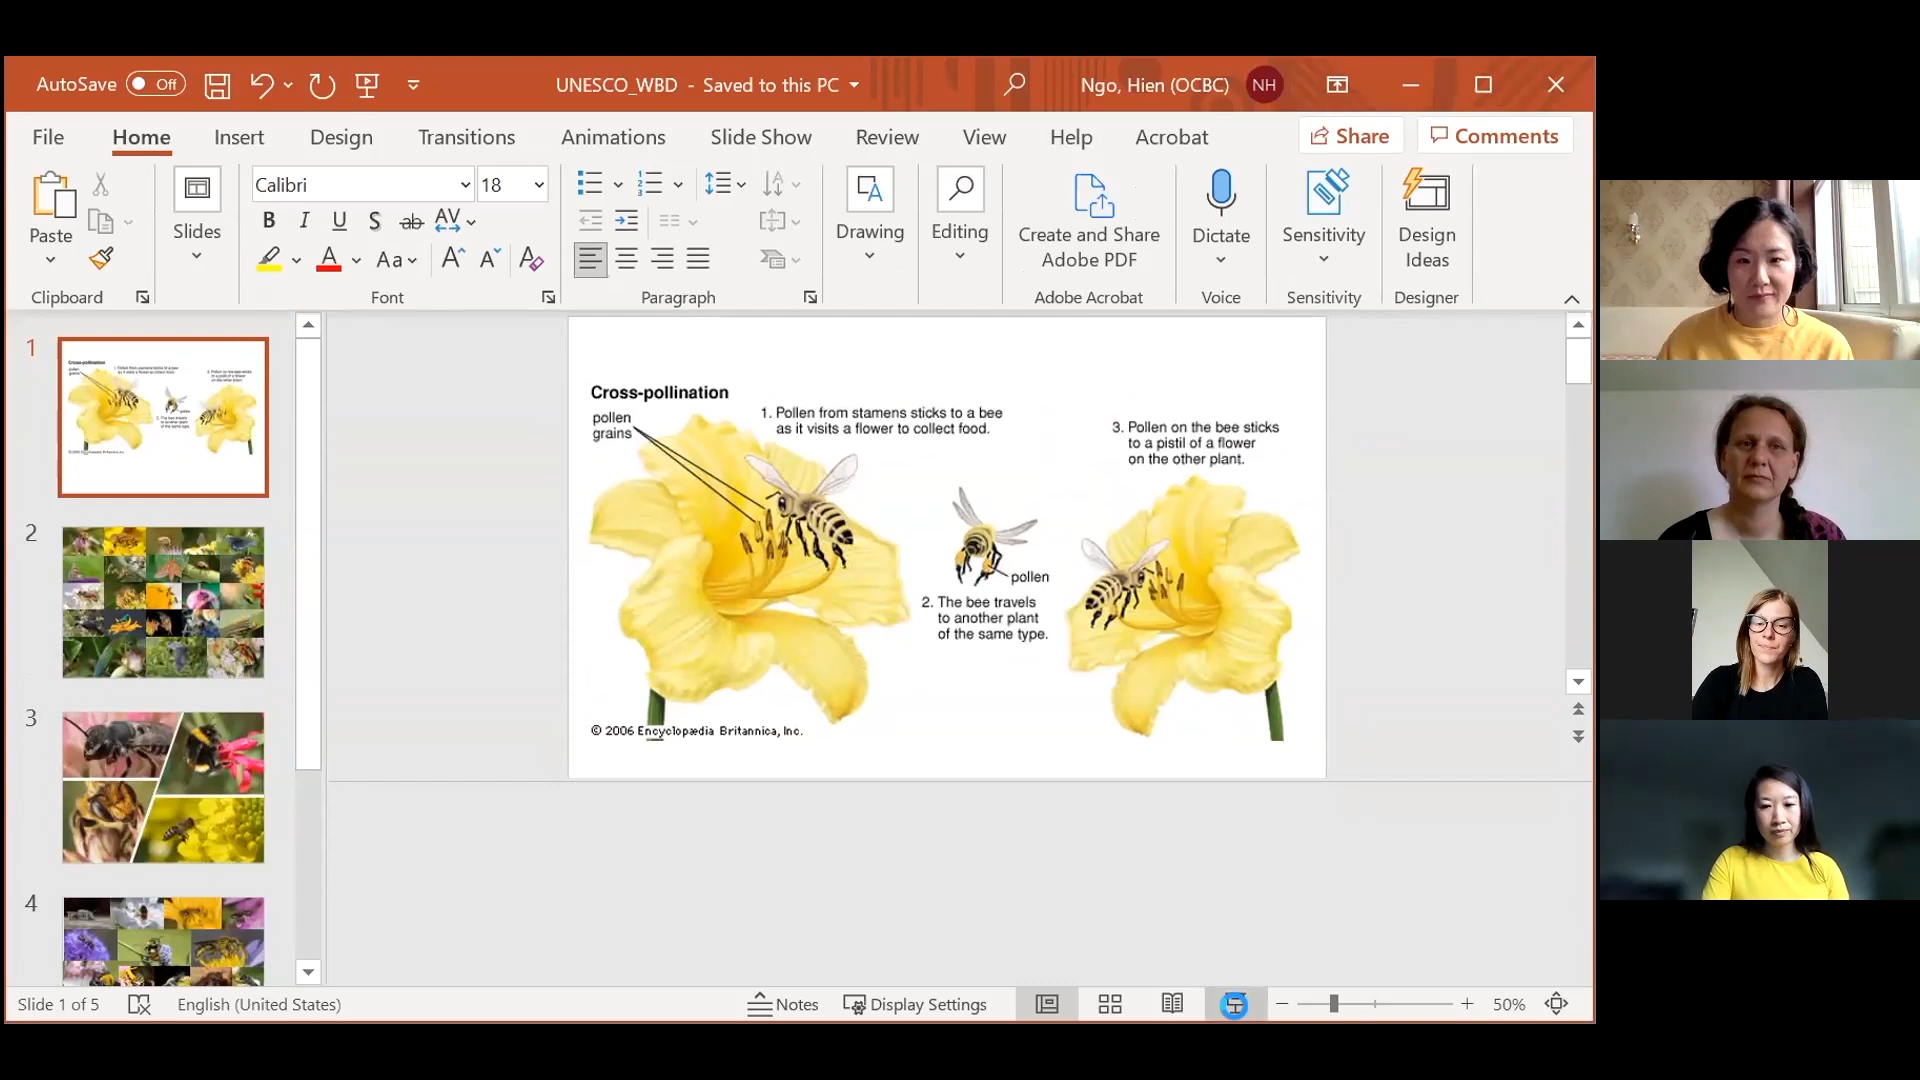 AutoSave Off UNESCO_WBD - Saved to this PC Ngo, Hien (OCBC) NH
File Home Insert Design Transitions Animations Slide Show Review View Help Acrobat Share Comments
Calibri 18
B I U S ab AV
Paste Slides Drawing Editing Create and Share Adobe PDF Dictate Sensitivity Design Ideas
A Aa A A A
Clipboard Font Paragraph Adobe Acrobat Voice Sensitivity Designer
1
2
3
4
Cross-pollination
pollen
grains
1. Pollen from stamens sticks to a bee
as it visits a flower to collect food.
3. Pollen on the bee sticks
to a pistil of a flower
on the other plant.
pollen
2. The bee travels
to another plant
of the same type.
© 2006 Encyclopædia Britannica, Inc.
Slide 1 of 5 English (United States) Notes Display Settings 50%